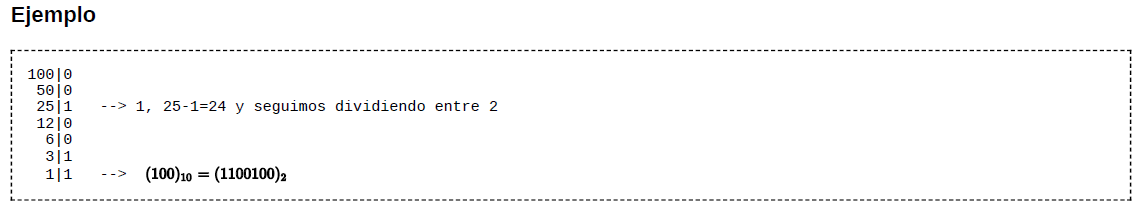 Ejemplo
100|0
50|0
25|1 --> 1, 25-1=24 y seguimos dividiendo entre 2
12|0
6|0
3|1
1|1 --> (100)₁₀ = (1100100)₂